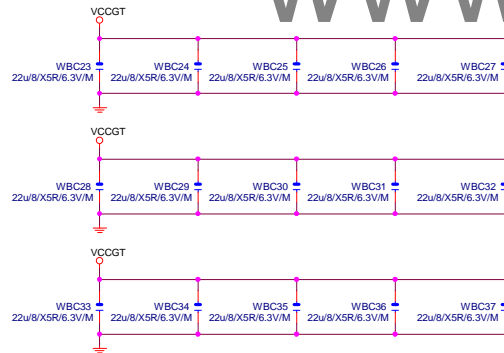 WWW
VCCGT
WBC23 WBC24 WBC25 WBC26 WBC27
22u/8/X5R/6.3V/M 22u/8/X5R/6.3V/M 22u/8/X5R/6.3V/M 22u/8/X5R/6.3V/M 22u/8/X5R/6.3V/M
VCCGT
WBC28 WBC29 WBC30 WBC31 WBC32
22u/8/X5R/6.3V/M 22u/8/X5R/6.3V/M 22u/8/X5R/6.3V/M 22u/8/X5R/6.3V/M 22u/8/X5R/6.3V/M
VCCGT
WBC33 WBC34 WBC35 WBC36 WBC37
22u/8/X5R/6.3V/M 22u/8/X5R/6.3V/M 22u/8/X5R/6.3V/M 22u/8/X5R/6.3V/M 22u/8/X5R/6.3V/M